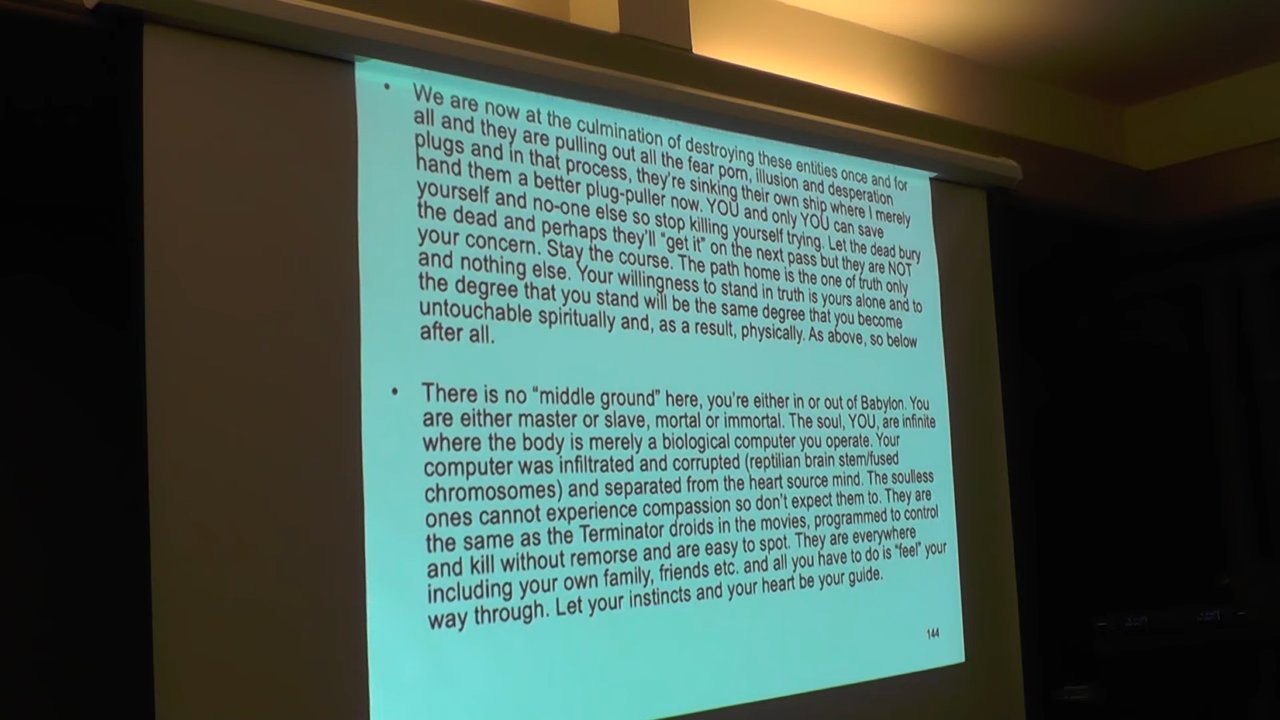 • We are now at the culmination of destroying these entities once and for
all and they are pulling out all the fear porn, illusion and desperation
plugs and in that process, they're sinking their own ship where I merely
hand them a better plug-puller now. YOU and only YOU can save
yourself and no-one else so stop killing yourself trying. Let the dead bury
the dead and perhaps they'll "get it" on the next pass but they are NOT
your concern. Stay the course. The path home is the one of truth only
and nothing else. Your willingness to stand in truth is yours alone and to
the degree that you stand will be the same degree that you become
untouchable spiritually and, as a result, physically. As above, so below
after all.
• There is no "middle ground" here, you're either in or out of Babylon. You
are either master or slave, mortal or immortal. The soul, YOU, are infinite
where the body is merely a biological computer you operate. Your
computer was infiltrated and corrupted (reptilian brain stem/fused
chromosomes) and separated from the heart source mind. The soulless
ones cannot experience compassion so don't expect them to. They are
the same as the Terminator droids in the movies, programmed to control
and kill without remorse and are easy to spot. They are everywhere
including your own family, friends etc. and all you have to do is "feel" your
way through. Let your instincts and your heart be your guide.
144